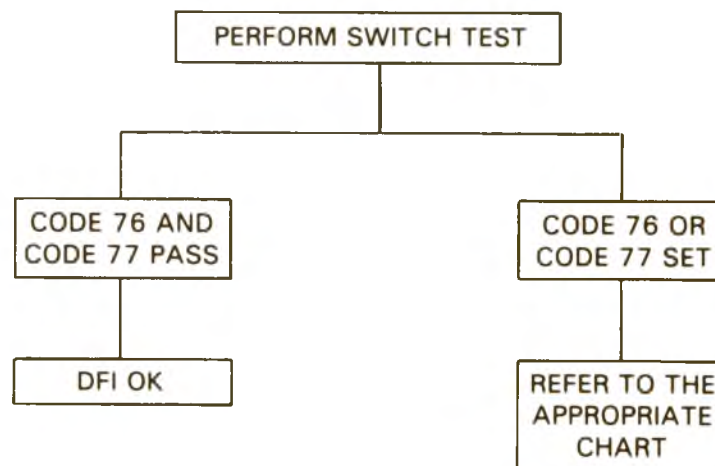 PERFORM SWITCH TEST
CODE 76 AND
CODE 77 PASS
CODE 76 OR
CODE 77 SET
DFI OK
REFER TO THE
APPROPRIATE
CHART